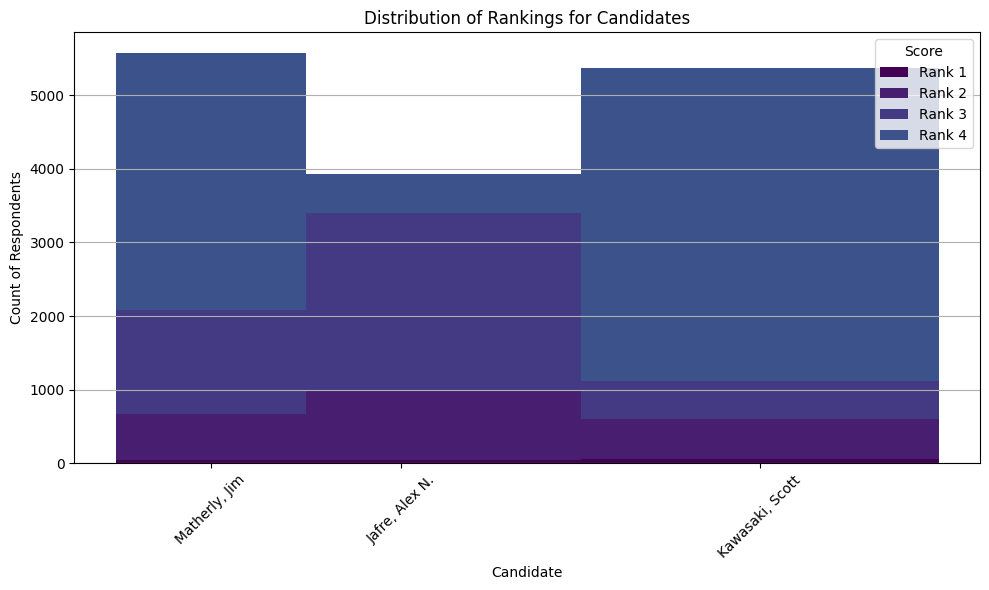 Distribution of Rankings for Candidates
Score
Rank 1
Rank 2
Rank 3
Rank 4
Count of Respondents
5000
4000
3000
2000
1000
0
Matherly, Jim
Jafre, Alex N.
Kawasaki, Scott
Candidate